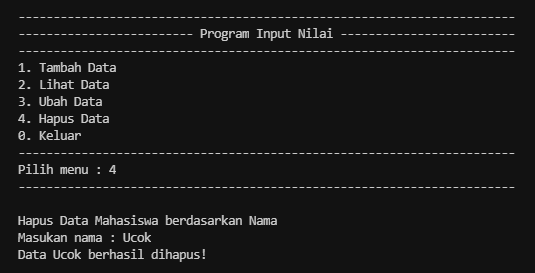 -----------------------------------------------------------------------
------------------------- Program Input Nilai -------------------------
-----------------------------------------------------------------------
1. Tambah Data
2. Lihat Data
3. Ubah Data
4. Hapus Data
0. Keluar
-----------------------------------------------------------------------
Pilih menu : 4
-----------------------------------------------------------------------
Hapus Data Mahasiswa berdasarkan Nama
Masukan nama : Ucok
Data Ucok berhasil dihapus!